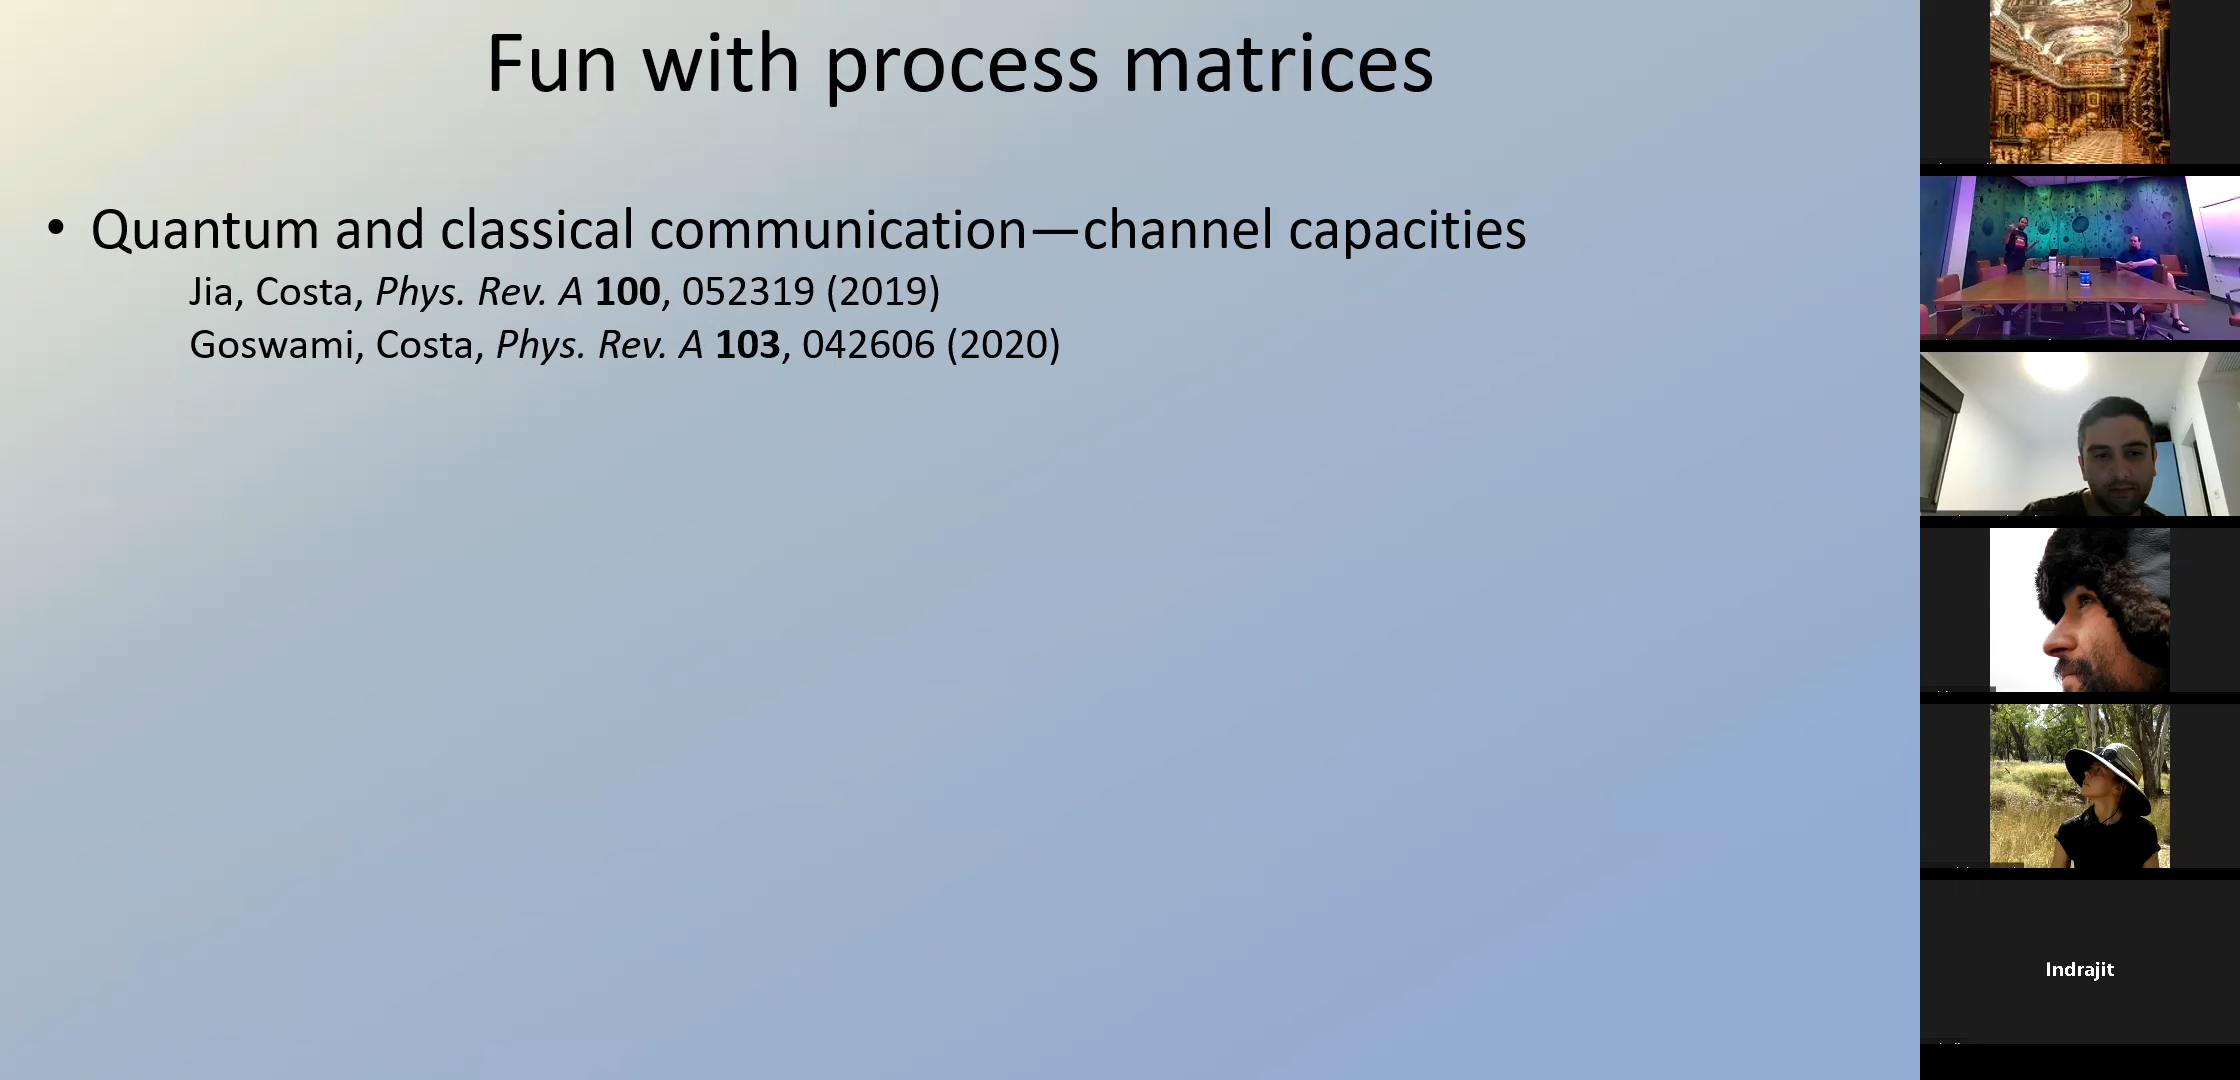 Fun with process matrices
• Quantum and classical communication—channel capacities
Jia, Costa, Phys. Rev. A 100, 052319 (2019)
Goswami, Costa, Phys. Rev. A 103, 042606 (2020)
Indrajit